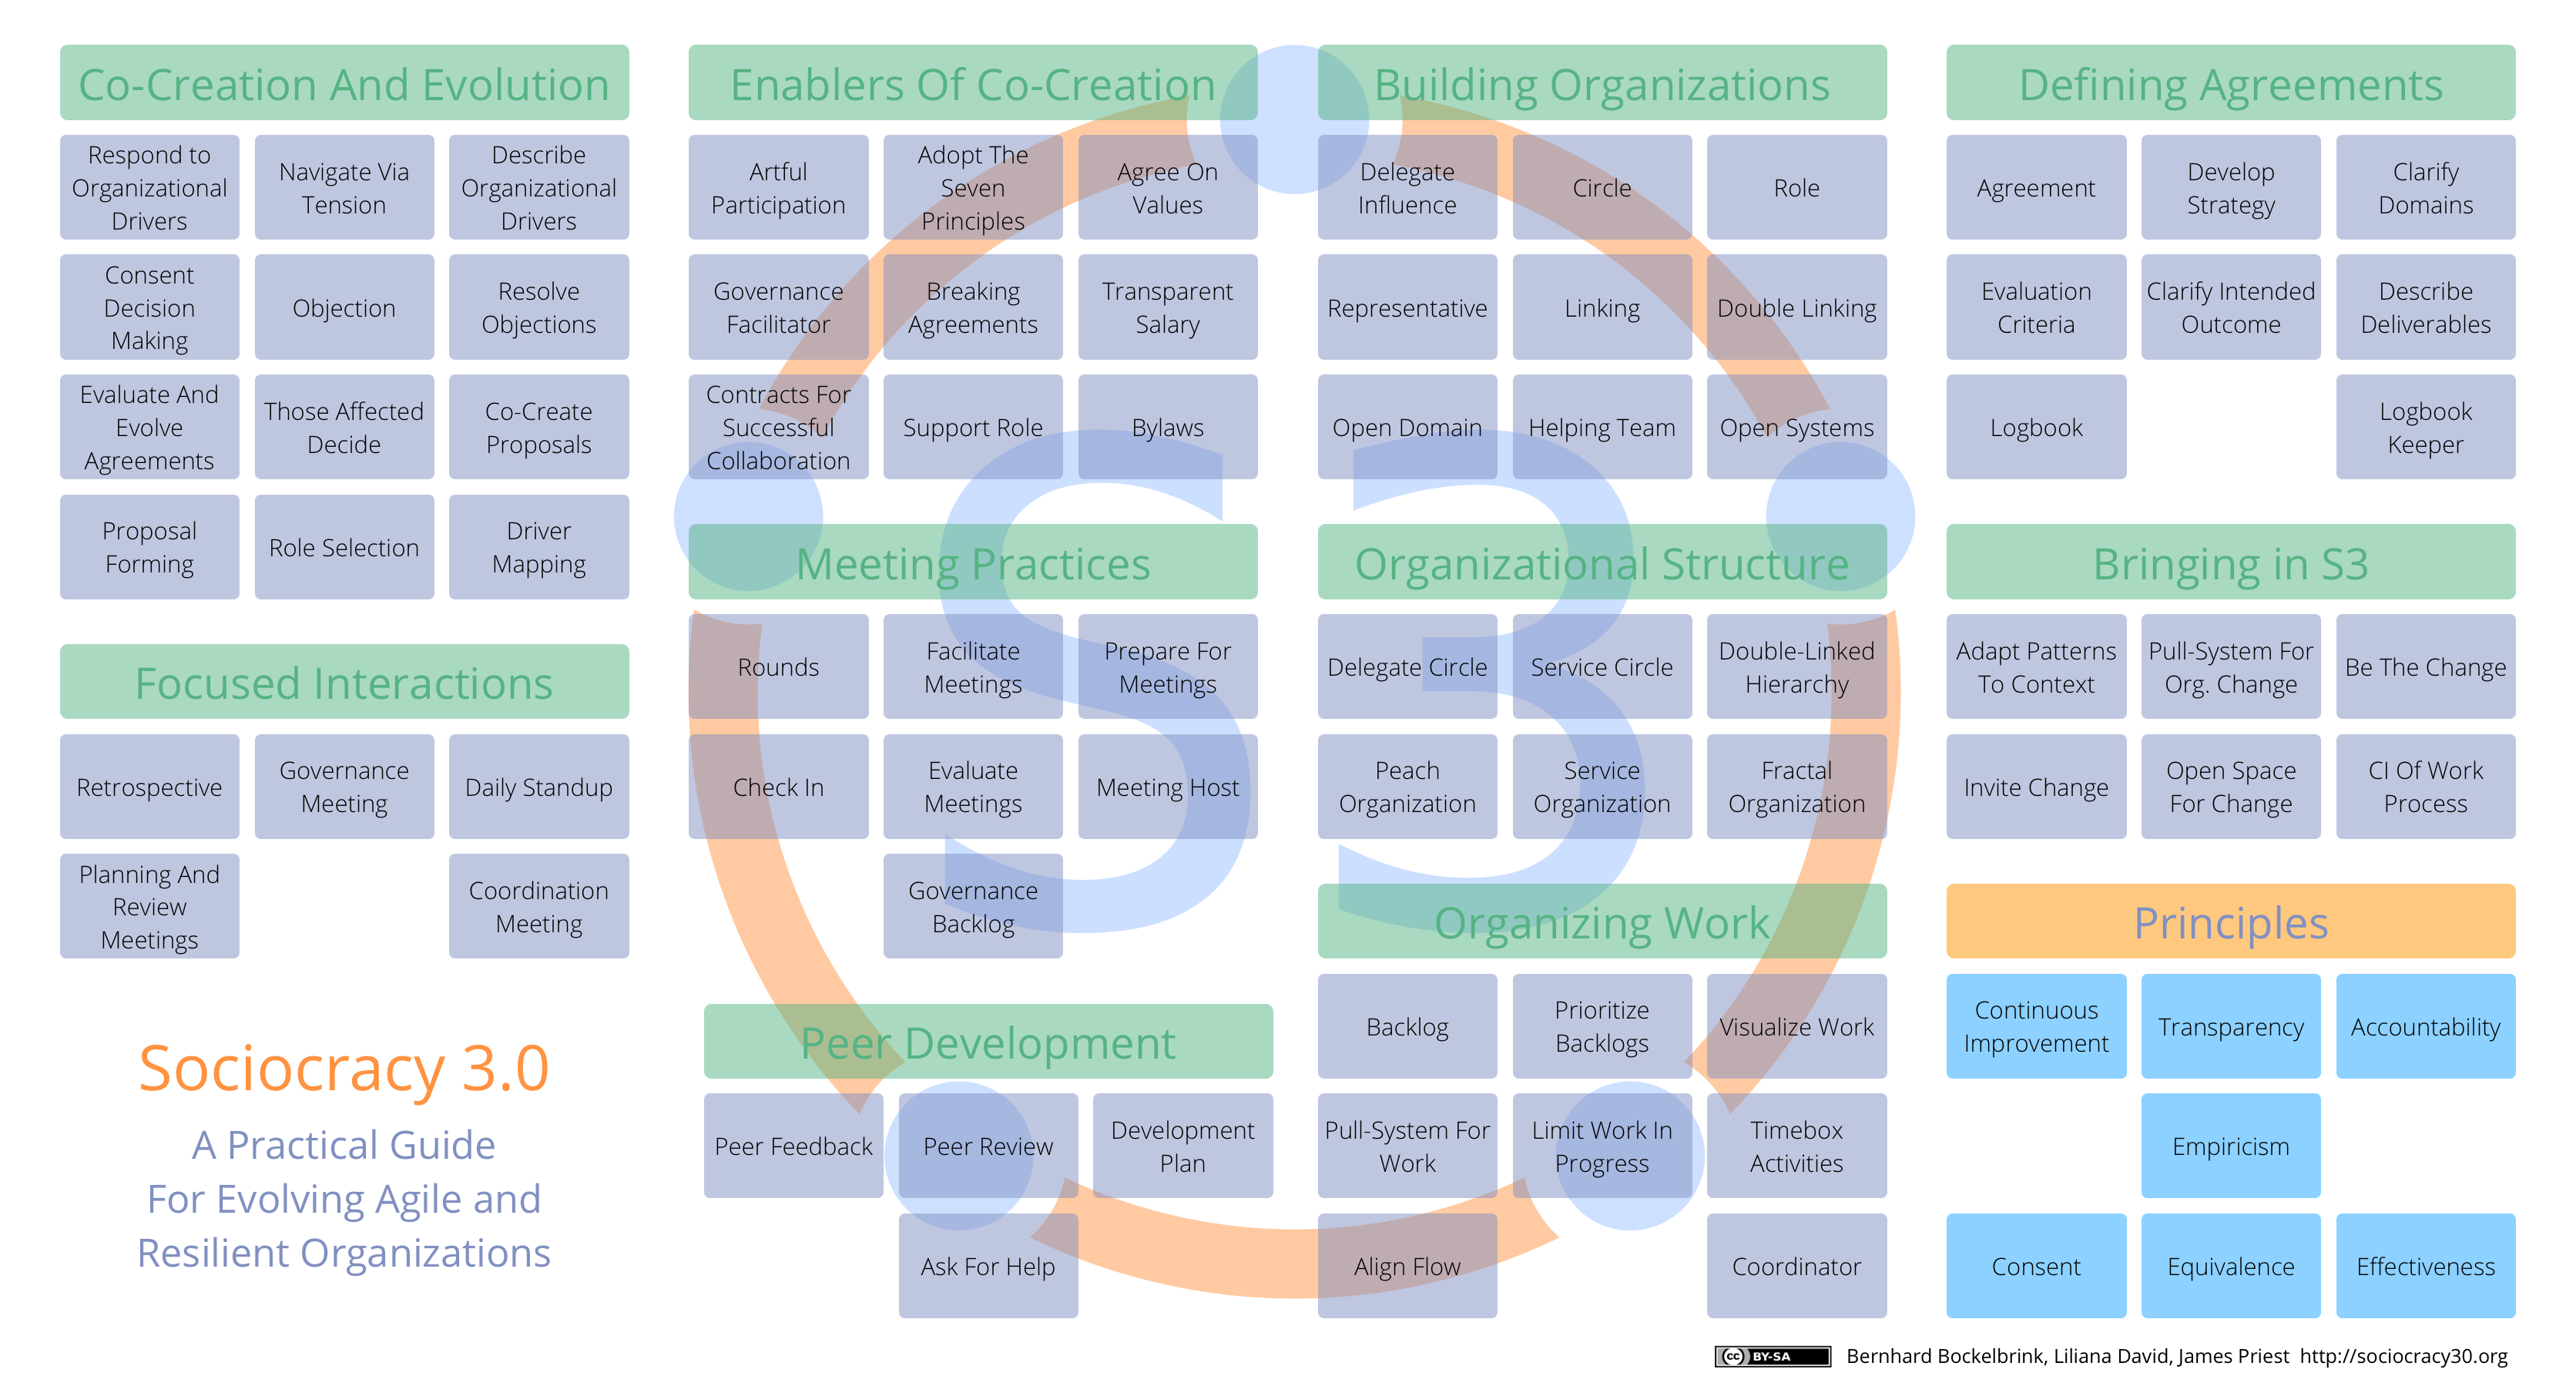 Co-Creation And Evolution
Respond to
Organizational
Drivers
Navigate Via
Tension
Describe
Organizational
Drivers
Consent
Decision
Making
Objection
Resolve
Objections
Evaluate And
Evolve
Agreements
Those Affected
Decide
Co-Create
Proposals
Proposal
Forming
Role Selection
Driver
Mapping
Focused Interactions
Retrospective
Governance
Meeting
Daily Standup
Planning And
Review
Meetings
Coordination
Meeting
Sociocracy 3.0
A Practical Guide
For Evolving Agile and
Resilient Organizations
Enablers Of Co-Creation
Artful
Participation
Adopt The
Seven
Principles
Agree On
Values
Governance
Facilitator
Breaking
Agreements
Transparent
Salary
Contracts For
Successful
Collaboration
Support Role
Bylaws
Meeting Practices
Rounds
Facilitate
Meetings
Prepare For
Meetings
Check In
Evaluate
Meetings
Meeting Host
Governance
Backlog
Peer Development
Peer Feedback
Peer Review
Development
Plan
Ask For Help
S3
Building Organizations
Delegate
Influence
Circle
Role
Representative
Linking
Double Linking
Open Domain
Helping Team
Open Systems
Organizational Structure
Delegate Circle
Service Circle
Double-Linked
Hierarchy
Peach
Organization
Service
Organization
Fractal
Organization
Organizing Work
Backlog
Prioritize
Backlogs
Visualize Work
Pull-System For
Work
Limit Work In
Progress
Timebox
Activities
Align Flow
Coordinator
Defining Agreements
Agreement
Develop
Strategy
Clarify
Domains
Evaluation
Criteria
Clarify Intended
Outcome
Describe
Deliverables
Logbook
Logbook
Keeper
Bringing in S3
Adapt Patterns
To Context
Pull-System For
Org. Change
Be The Change
Invite Change
Open Space
For Change
CI Of Work
Process
Principles
Continuous
Improvement
Transparency
Accountability
Empiricism
Consent
Equivalence
Effectiveness
cc BY-SA Bernhard Bockelbrink, Liliana David, James Priest http://sociocracy30.org